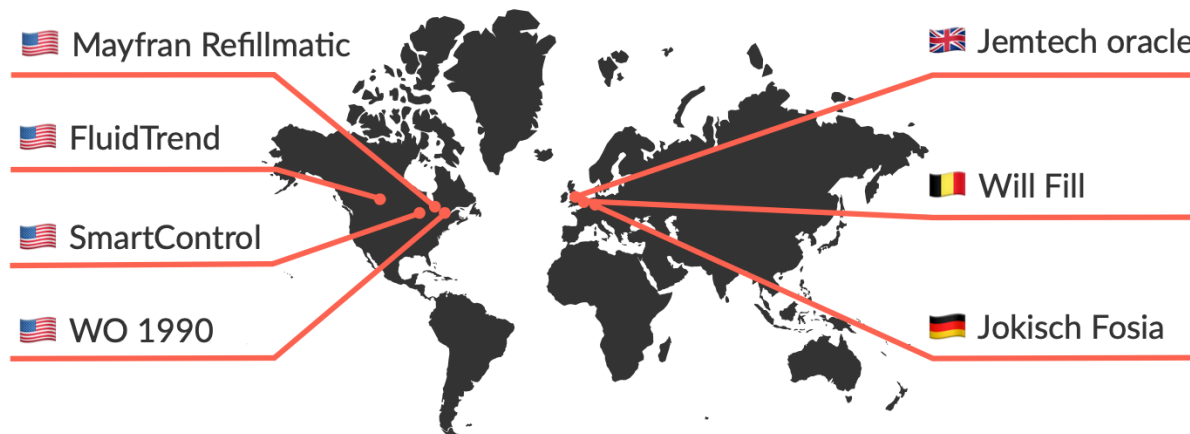 Mayfran Refillmatic
FluidTrend
SmartControl
WO 1990
Jemtech oracle
Will Fill
Jokisch Fosia